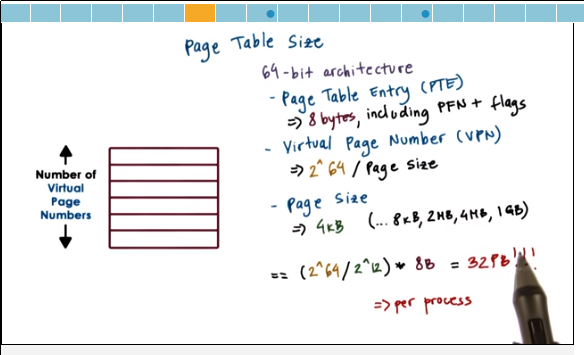 Page Table Size
64-bit architecture
- Page Table Entry (PTE)
=> 8 bytes, including PFN + flags
- Virtual Page Number (VPN)
=> 2^64 / Page Size
- Page Size
=> 4kB (... 8kB, 2MB, 4MB, 1GB)
== (2^64/2^12) * 8B = 32PB!!!
=> per process
Number of
Virtual
Page
Numbers